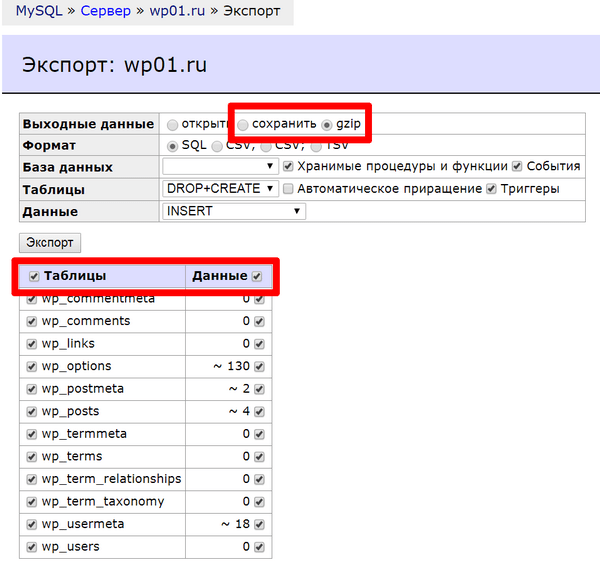 MySQL » Сервер » wp01.ru » Экспорт
Экспорт: wp01.ru
Выходные данные открыть сохранить gzip
Формат SQL CSV, CSV; TSV
База данных Хранимые процедуры и функции События
Таблицы DROP+CREATE Автоматическое приращение Триггеры
Данные INSERT
Экспорт
Таблицы Данные
wp_commentmeta 0
wp_comments 0
wp_links 0
wp_options ~ 130
wp_postmeta ~ 2
wp_posts ~ 4
wp_termmeta 0
wp_terms 0
wp_term_relationships 0
wp_term_taxonomy 0
wp_usermeta ~ 18
wp_users 0